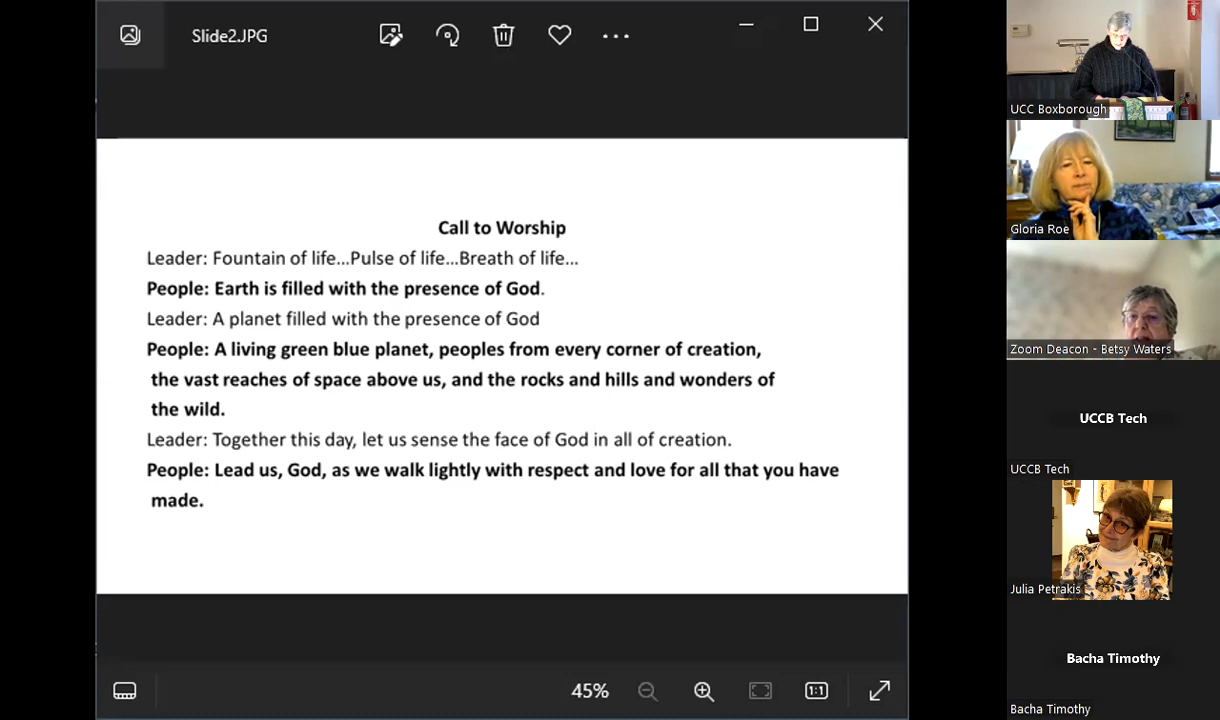 Slide2.JPG
Call to Worship
Leader: Fountain of life...Pulse of life...Breath of life...
People: Earth is filled with the presence of God.
Leader: A planet filled with the presence of God
People: A living green blue planet, peoples from every corner of creation,
the vast reaches of space above us, and the rocks and hills and wonders of
the wild.
Leader: Together this day, let us sense the face of God in all of creation.
People: Lead us, God, as we walk lightly with respect and love for all that you have
made.
45%
1:1
UCC Boxborough
Gloria Roe
Zoom Deacon - Betsy Waters
UCCB Tech
UCCB Tech
Julia Petrakis
Bacha Timothy
Bacha Timothy